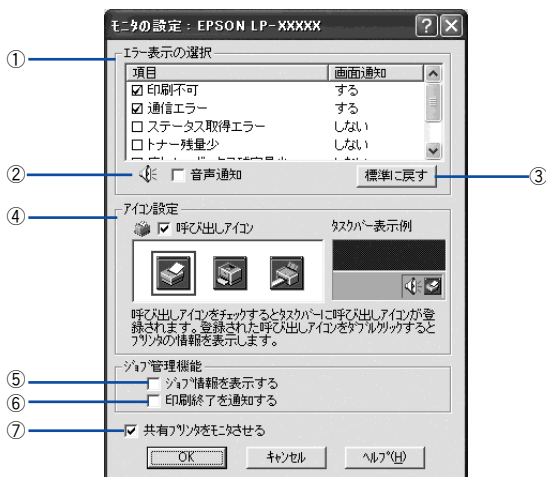 モニタの設定：EPSON LP-XXXXX
① エラー表示の選択
項目 画面通知
印刷不可 する
通信エラー する
ステータス取得エラー しない
トナー残量少 しない
② 音声通知
標準に戻す ③
④ アイコン設定
呼び出しアイコン タスクバー表示例
呼び出しアイコンをチェックするとタスクバーに呼び出しアイコンが登
録されます。登録された呼び出しアイコンをダブルクリックすると
プリンタの情報を表示します。
ジョブ管理機能
⑤ ジョブ情報を表示する
⑥ 印刷終了を通知する
⑦ 共有プリンタをモニタさせる
OK キャンセル ヘルプ(H)